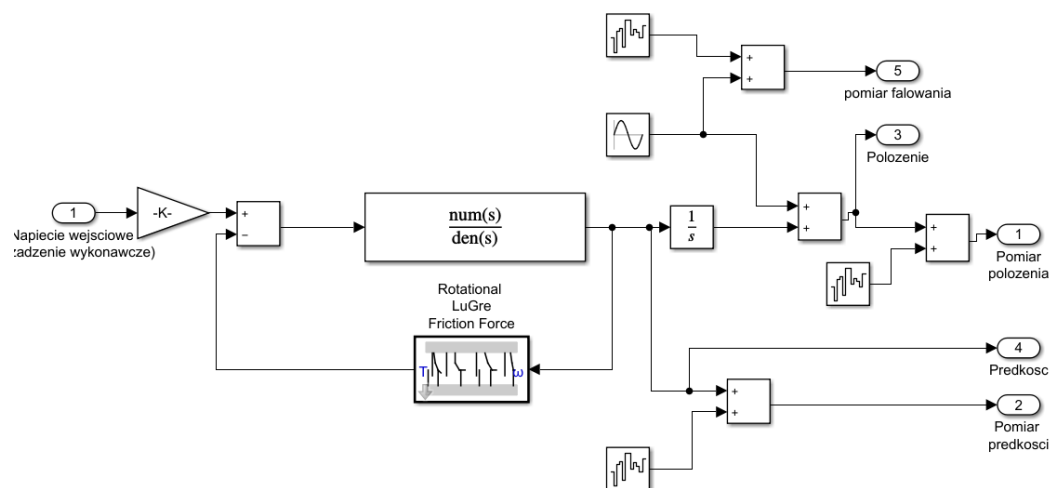 +
+
5
pomiar falowania
3
Polozenie
1
-K-
+
−
num(s)
den(s)
1
s
+
+
+
+
1
Napiecie wejsciowe
zadzenie wykonawcze)
Pomiar
polozenia
Rotational
LuGre
Friction Force
T
ω
4
Predkosc
+
+
2
Pomiar
predkosci